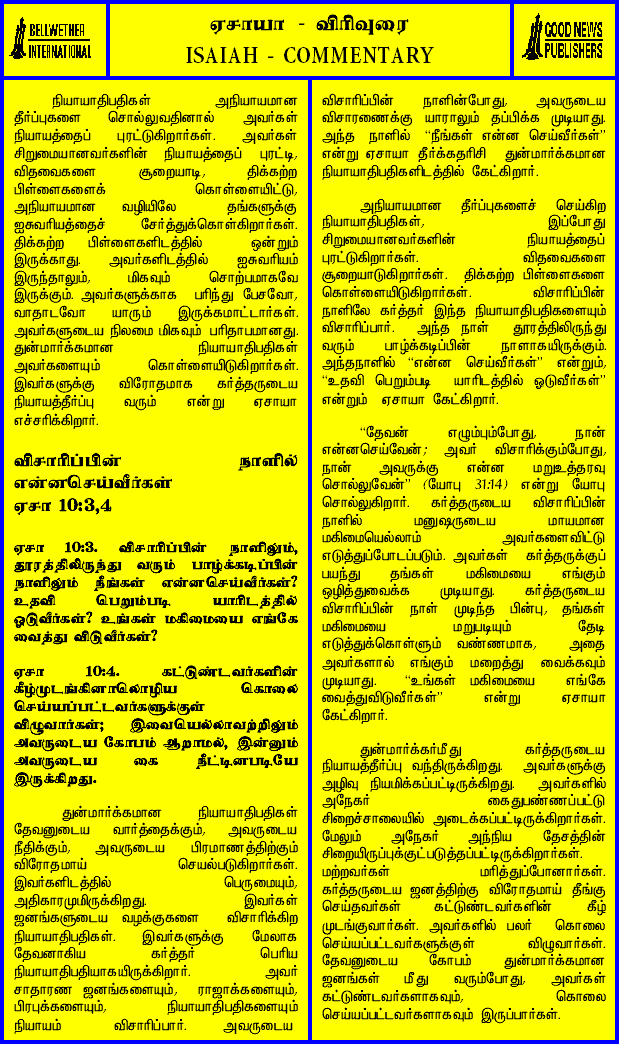 BELLWETHER
INTERNATIONAL
ஏசாயா - விரிவுரை
ISAIAH - COMMENTARY
GOOD NEWS
PUBLISHERS
நியாயாதிபதிகள் அநியாயமான
தீர்ப்புகளை சொல்லுவதினால் அவர்கள்
நியாயத்தைப் புரட்டுகிறார்கள். அவர்கள்
சிறுமையானவர்களின் நியாயத்தைப் புரட்டி,
விதவைகளை சூறையாடி, திக்கற்ற
பிள்ளைகளைக் கொள்ளையிட்டு,
அநியாயமான வழியிலே தங்களுக்கு
ஐசுவரியத்தைச் சேர்த்துக்கொள்கிறார்கள்.
திக்கற்ற பிள்ளைகளிடத்தில் ஒன்றும்
இருக்காது. அவர்களிடத்தில் ஐசுவரியம்
இருந்தாலும், மிகவும் சொற்பமாகவே
இருக்கும். அவர்களுக்காக பரிந்து பேசவோ,
வாதாடவோ யாரும் இருக்கமாட்டார்கள்.
அவர்களுடைய நிலமை மிகவும் பரிதாபமானது.
துன்மார்க்கமான நியாயாதிபதிகள்
அவர்களையும் கொள்ளையிடுகிறார்கள்.
இவர்களுக்கு விரோதமாக கர்த்தருடைய
நியாயத்தீர்ப்பு வரும் என்று ஏசாயா
எச்சரிக்கிறார்.
விசாரிப்பின் நாளில்
என்னசெய்வீர்கள்
ஏசா 10:3,4
ஏசா 10:3. விசாரிப்பின் நாளிலும்,
தூரத்திலிருந்து வரும் பாழ்க்கடிப்பின்
நாளிலும் நீங்கள் என்னசெய்வீர்கள்?
உதவி பெறும்படி யாரிடத்தில்
ஓடுவீர்கள்? உங்கள் மகிமையை எங்கே
வைத்து விடுவீர்கள்?
ஏசா 10:4. கட்டுண்டவர்களின்
கீழ்முடங்கினாலொழிய கொலை
செய்யப்பட்டவர்களுக்குள்
விழுவார்கள்; இவையெல்லாவற்றிலும்
அவருடைய கோபம் ஆறாமல், இன்னும்
அவருடைய கை நீட்டினபடியே
இருக்கிறது.
துன்மார்க்கமான நியாயாதிபதிகள்
தேவனுடைய வார்த்தைக்கும், அவருடைய
நீதிக்கும், அவருடைய பிரமாணத்திற்கும்
விரோதமாய் செயல்படுகிறார்கள்.
இவர்களிடத்தில் பெருமையும்,
அதிகாரமுமிருக்கிறது. இவர்கள்
ஜனங்களுடைய வழக்குகளை விசாரிக்கிற
நியாயாதிபதிகள். இவர்களுக்கு மேலாக
தேவனாகிய கர்த்தர் பெரிய
நியாயாதிபதியாகயிருக்கிறார். அவர்
சாதாரண ஜனங்களையும், ராஜாக்களையும்,
பிரபுக்களையும், நியாயாதிபதிகளையும்
நியாயம் விசாரிப்பார். அவருடைய
விசாரிப்பின் நாளின்போது, அவருடைய
விசாரணைக்கு யாராலும் தப்பிக்க முடியாது.
அந்த நாளில் “நீங்கள் என்ன செய்வீர்கள்”
என்று ஏசாயா தீர்க்கதரிசி துன்மார்க்கமான
நியாயாதிபதிகளிடத்தில் கேட்கிறார்.
அநியாயமான தீர்ப்புகளைச் செய்கிற
நியாயாதிபதிகள், இப்போது
சிறுமையானவர்களின் நியாயத்தைப்
புரட்டுகிறார்கள். விதவைகளை
சூறையாடுகிறார்கள். திக்கற்ற பிள்ளைகளை
கொள்ளையிடுகிறார்கள். விசாரிப்பின்
நாளிலே கர்த்தர் இந்த நியாயாதிபதிகளையும்
விசாரிப்பார். அந்த நாள் தூரத்திலிருந்து
வரும் பாழ்க்கடிப்பின் நாளாகயிருக்கும்.
அந்தநாளில் “என்ன செய்வீர்கள்” என்றும்,
“உதவி பெறும்படி யாரிடத்தில் ஓடுவீர்கள்”
என்றும் ஏசாயா கேட்கிறார்.
“தேவன் எழும்பும்போது, நான்
என்னசெய்வேன்; அவர் விசாரிக்கும்போது,
நான் அவருக்கு என்ன மறுஉத்தரவு
சொல்லுவேன்” (யோபு 31:14) என்று யோபு
சொல்லுகிறார். கர்த்தருடைய விசாரிப்பின்
நாளில் மனுஷருடைய மாயமான
மகிமையெல்லாம் அவர்களைவிட்டு
எடுத்துப்போடப்படும். அவர்கள் கர்த்தருக்குப்
பயந்து தங்கள் மகிமையை எங்கும்
ஒழித்துவைக்க முடியாது. கர்த்தருடைய
விசாரிப்பின் நாள் முடிந்த பின்பு, தங்கள்
மகிமையை மறுபடியும் தேடி
எடுத்துக்கொள்ளும் வண்ணமாக, அதை
அவர்களால் எங்கும் மறைத்து வைக்கவும்
முடியாது. “உங்கள் மகிமையை எங்கே
வைத்துவிடுவீர்கள்” என்று ஏசாயா
கேட்கிறார்.
துன்மார்க்கர்மீது கர்த்தருடைய
நியாயத்தீர்ப்பு வந்திருக்கிறது. அவர்களுக்கு
அழிவு நியமிக்கப்பட்டிருக்கிறது. அவர்களில்
அநேகர் கைதுபண்ணப்பட்டு
சிறைச்சாலையில் அடைக்கப்பட்டிருக்கிறார்கள்.
மேலும் அநேகர் அந்நிய தேசத்தின்
சிறையிருப்புக்குட்படுத்தப்பட்டிருக்கிறார்கள்.
மற்றவர்கள் மரித்துப்போனார்கள்.
கர்த்தருடைய ஜனத்திற்கு விரோதமாய் தீங்கு
செய்தவர்கள் கட்டுண்டவர்களின் கீழ்
முடங்குவார்கள். அவர்களில் பலர் கொலை
செய்யப்பட்டவர்களுக்குள் விழுவார்கள்.
தேவனுடைய கோபம் துன்மார்க்கமான
ஜனங்கள் மீது வரும்போது, அவர்கள்
கட்டுண்டவர்களாகவும், கொலை
செய்யப்பட்டவர்களாகவும் இருப்பார்கள்.